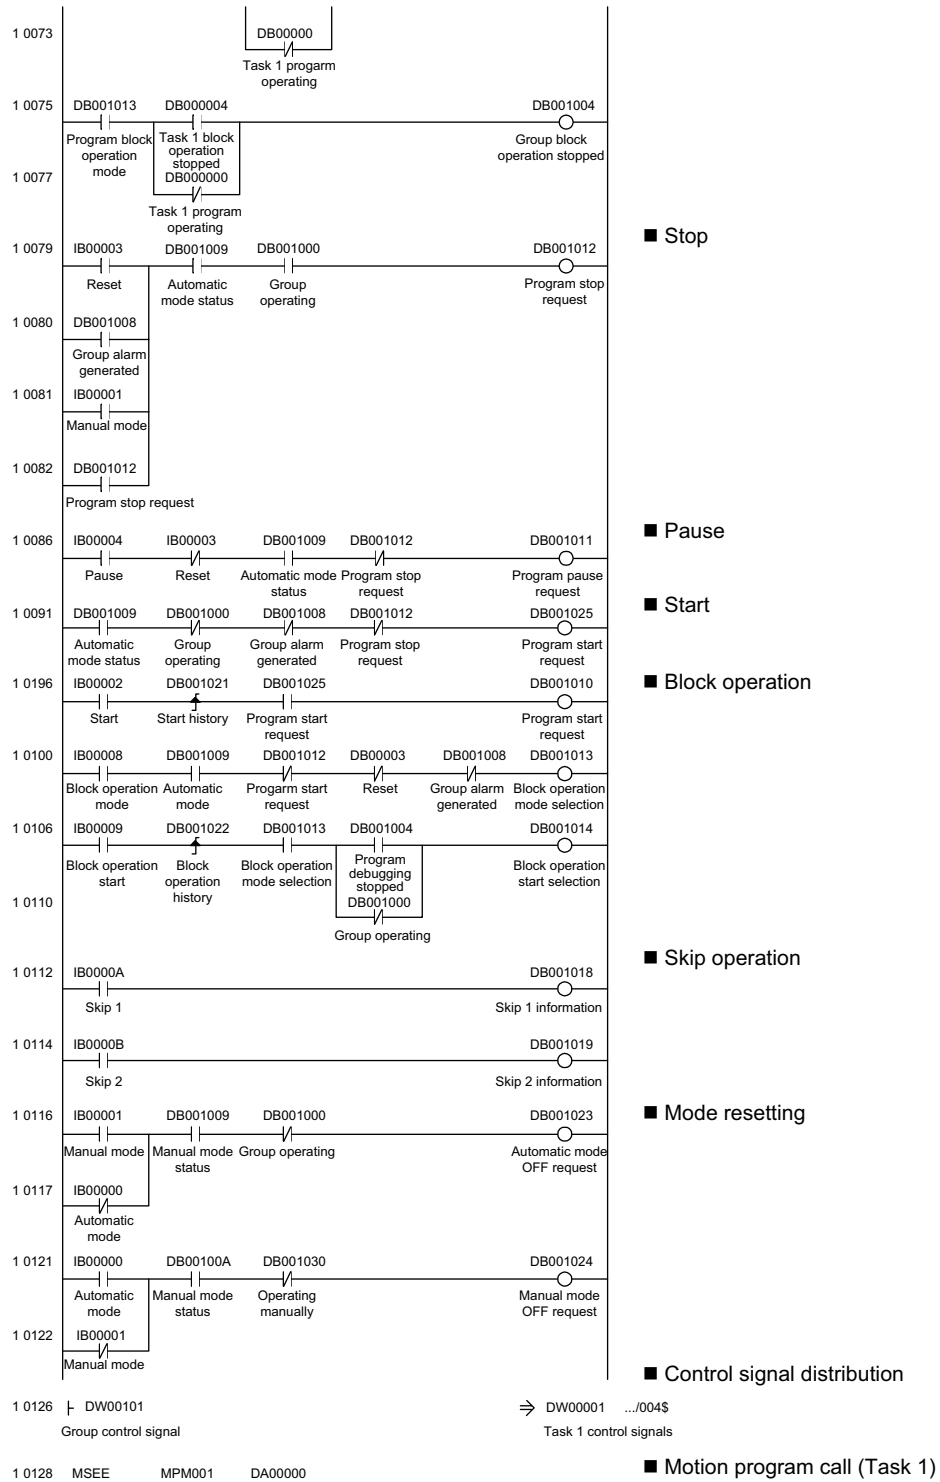 1 0073
DB00000
Task 1 progarm
operating
1 0075 DB001013 DB000004 DB001004
Program block Task 1 block Group block
operation operation operation stopped
mode stopped
1 0077 DB000000
Task 1 program
operating
■ Stop
1 0079 IB00003 DB001009 DB001000 DB001012
Reset Automatic Group Program stop
mode status operating request
1 0080 DB001008
Group alarm
generated
1 0081 IB00001
Manual mode
1 0082 DB001012
Program stop request
■ Pause
1 0086 IB00004 IB00003 DB001009 DB001012 DB001011
Pause Reset Automatic mode Program stop Program pause
status request request
■ Start
1 0091 DB001009 DB001000 DB001008 DB001012 DB001025
Automatic Group Group alarm Program stop Program start
mode status operating generated request request
■ Block operation
1 0196 IB00002 DB001021 DB001025 DB001010
Start Start history Program start Program start
request request
1 0100 IB00008 DB001009 DB001012 DB00003 DB001008 DB001013
Block operation Automatic Progarm start Reset Group alarm Block operation
mode mode request generated mode selection
1 0106 IB00009 DB001022 DB001013 DB001004 DB001014
Block operation Block Block operation Program Block operation
start operation mode selection debugging start selection
history stopped
1 0110 DB001000
Group operating
■ Skip operation
1 0112 IB0000A DB001018
Skip 1 Skip 1 information
1 0114 IB0000B DB001019
Skip 2 Skip 2 information
■ Mode resetting
1 0116 IB00001 DB001009 DB001000 DB001023
Manual mode Manual mode Group operating Automatic mode
status OFF request
1 0117 IB00000
Automatic
mode
1 0121 IB00000 DB00100A DB001030 DB001024
Automatic Manual mode Operating Manual mode
mode status manually OFF request
1 0122 IB00001
Manual mode
■ Control signal distribution
1 0126 ├ DW00101 ⇒ DW00001 .../004$
Group control signal Task 1 control signals
■ Motion program call (Task 1)
1 0128 MSEE MPM001 DA00000